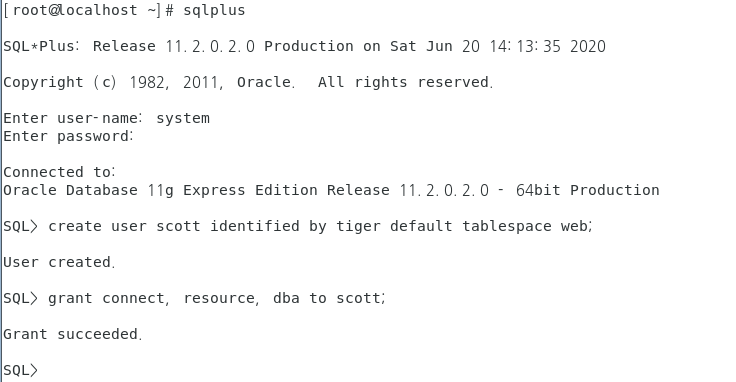 [root@localhost ~]# sqlplus
SQL*Plus: Release 11.2.0.2.0 Production on Sat Jun 20 14:13:35 2020
Copyright (c) 1982, 2011, Oracle.  All rights reserved.
Enter user-name: system
Enter password:
Connected to:
Oracle Database 11g Express Edition Release 11.2.0.2.0 - 64bit Production
SQL> create user scott identified by tiger default tablespace web;
User created.
SQL> grant connect, resource, dba to scott;
Grant succeeded.
SQL>